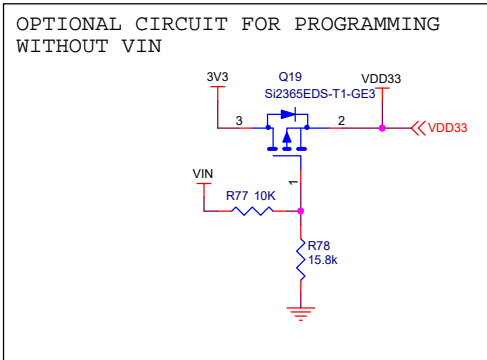 OPTIONAL CIRCUIT FOR PROGRAMMING
WITHOUT VIN
3V3
Q19
VDD33
Si2365EDS-T1-GE3
3
2
VDD33
1
VIN
R77 10K
R78
15.8k